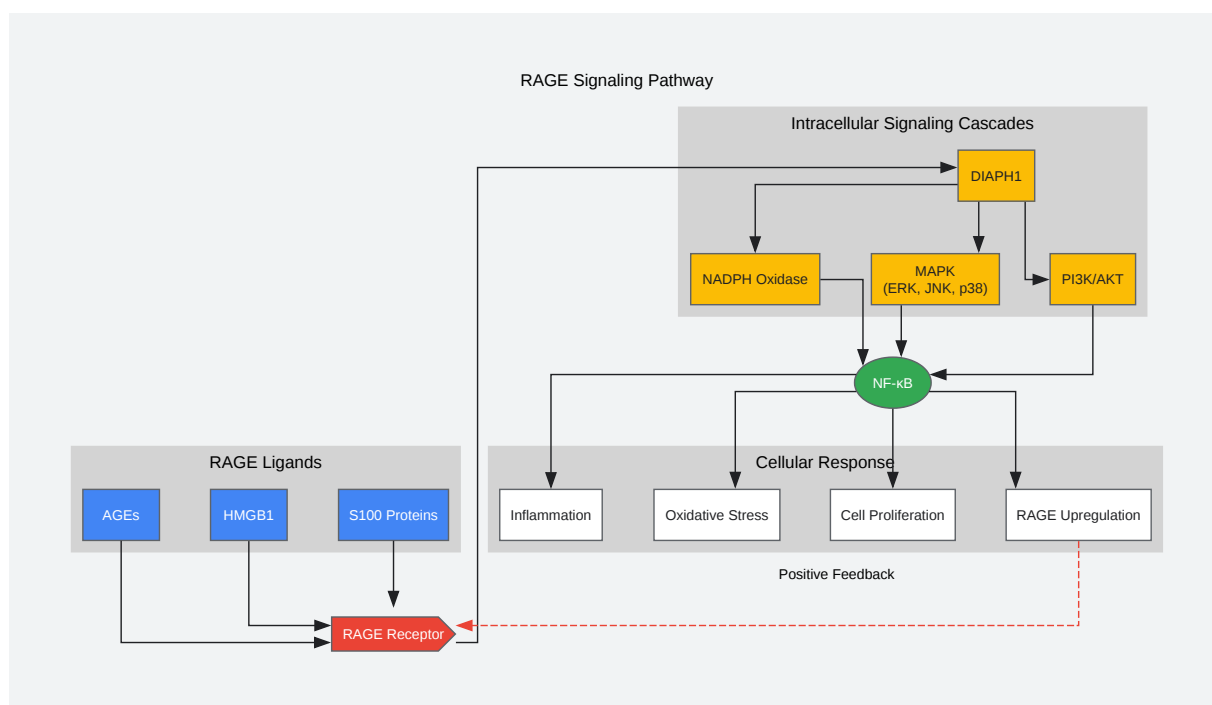 RAGE Signaling Pathway
Intracellular Signaling Cascades
DIAPH1
NADPH Oxidase
MAPK
(ERK, JNK, p38)
PI3K/AKT
NF-κB
RAGE Ligands
AGEs
HMGB1
S100 Proteins
Cellular Response
Inflammation
Oxidative Stress
Cell Proliferation
RAGE Upregulation
Positive Feedback
RAGE Receptor